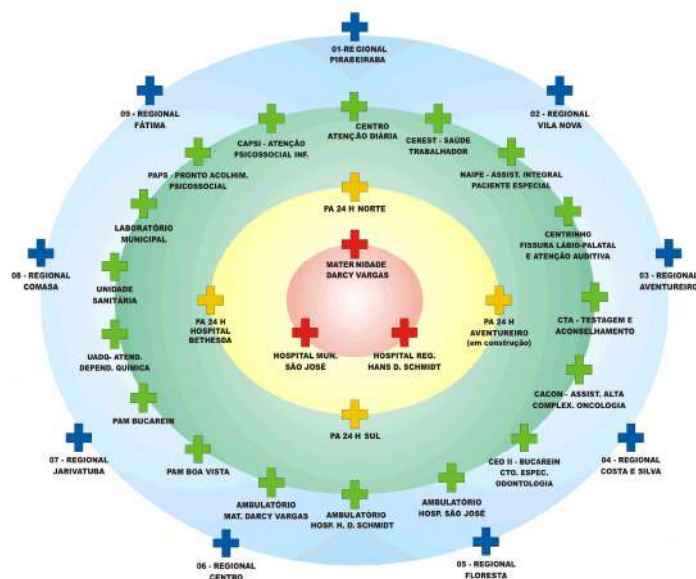 01-REGIONAL
PIRABEIRABA
09 - REGIONAL
FÁTIMA
02 - REGIONAL
VILA NOVA
CAPSI - ATENÇÃO
PSICOSSOCIAL INF.
CENTRO
ATENÇÃO DIÁRIA
CEREST - SAÚDE
TRABALHADOR
PAPS - PRONTO ACOLHIM.
PSICOSSOCIAL
NAIPE - ASSIST. INTEGRAL
PACIENTE ESPECIAL
PA 24 H NORTE
LABORATÓRIO
MUNICIPAL
CENTRINHO
FISSURA LÁBIO-PALATAL
E ATENÇÃO AUDITIVA
MATERNIDADE
DARCY VARGAS
08 - REGIONAL
COMASA
UNIDADE
SANITÁRIA
03 - REGIONAL
AVENTUREIRO
PA 24 H
HOSPITAL
BETHESDA
PA 24 H
AVENTUREIRO
(em construção)
CTA - TESTAGEM E
ACONSELHAMENTO
HOSPITAL MUN.
SÃO JOSÉ
HOSPITAL REG.
HANS D. SCHMIDT
UADQ- ATEND.
DEPEND. QUÍMICA
CACON - ASSIST. ALTA
COMPLEX. ONCOLOGIA
PAM BUCAREIN
PA 24 H SUL
07 - REGIONAL
JARIVATUBA
PAM BOA VISTA
CEO II - BUCAREIN
CTO. ESPEC.
ODONTOLOGIA
04 - REGIONAL
COSTA E SILVA
AMBULATÓRIO
MAT. DARCY VARGAS
AMBULATÓRIO
HOSP. H. D. SCHMIDT
AMBULATÓRIO
HOSP. SÃO JOSÉ
06 - REGIONAL
CENTRO
05 - REGIONAL
FLORESTA